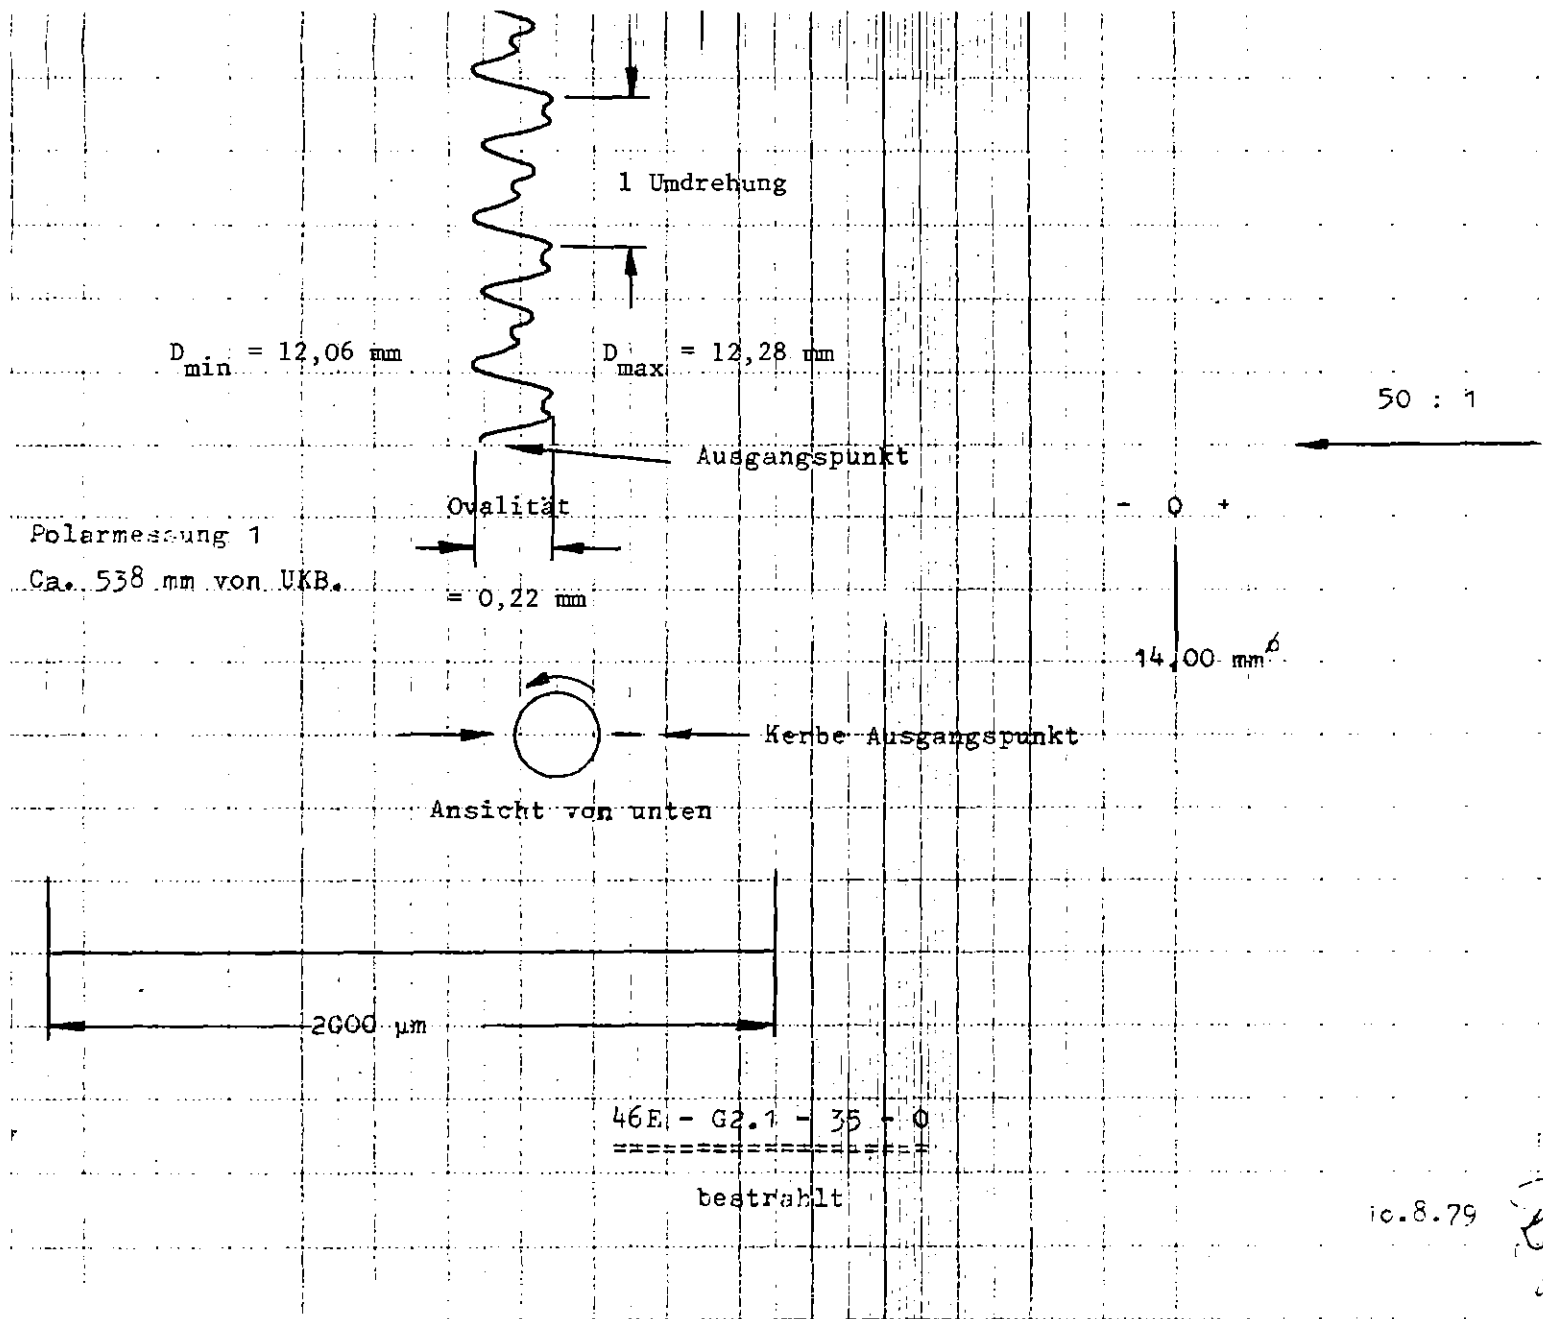 1 Umdrehung
D min = 12,06 mm
D max = 12,28 mm
50 : 1
Ausgangspunkt
Ovalität
- 0 +
Polarmessung 1
Ca. 538 mm von UKB.
= 0,22 mm
14.00 mm ø
Kerbe Ausgangspunkt
Ansicht von unten
2000 µm
46E - G2.1 - 35 - 0
bestrahlt
10.8.79